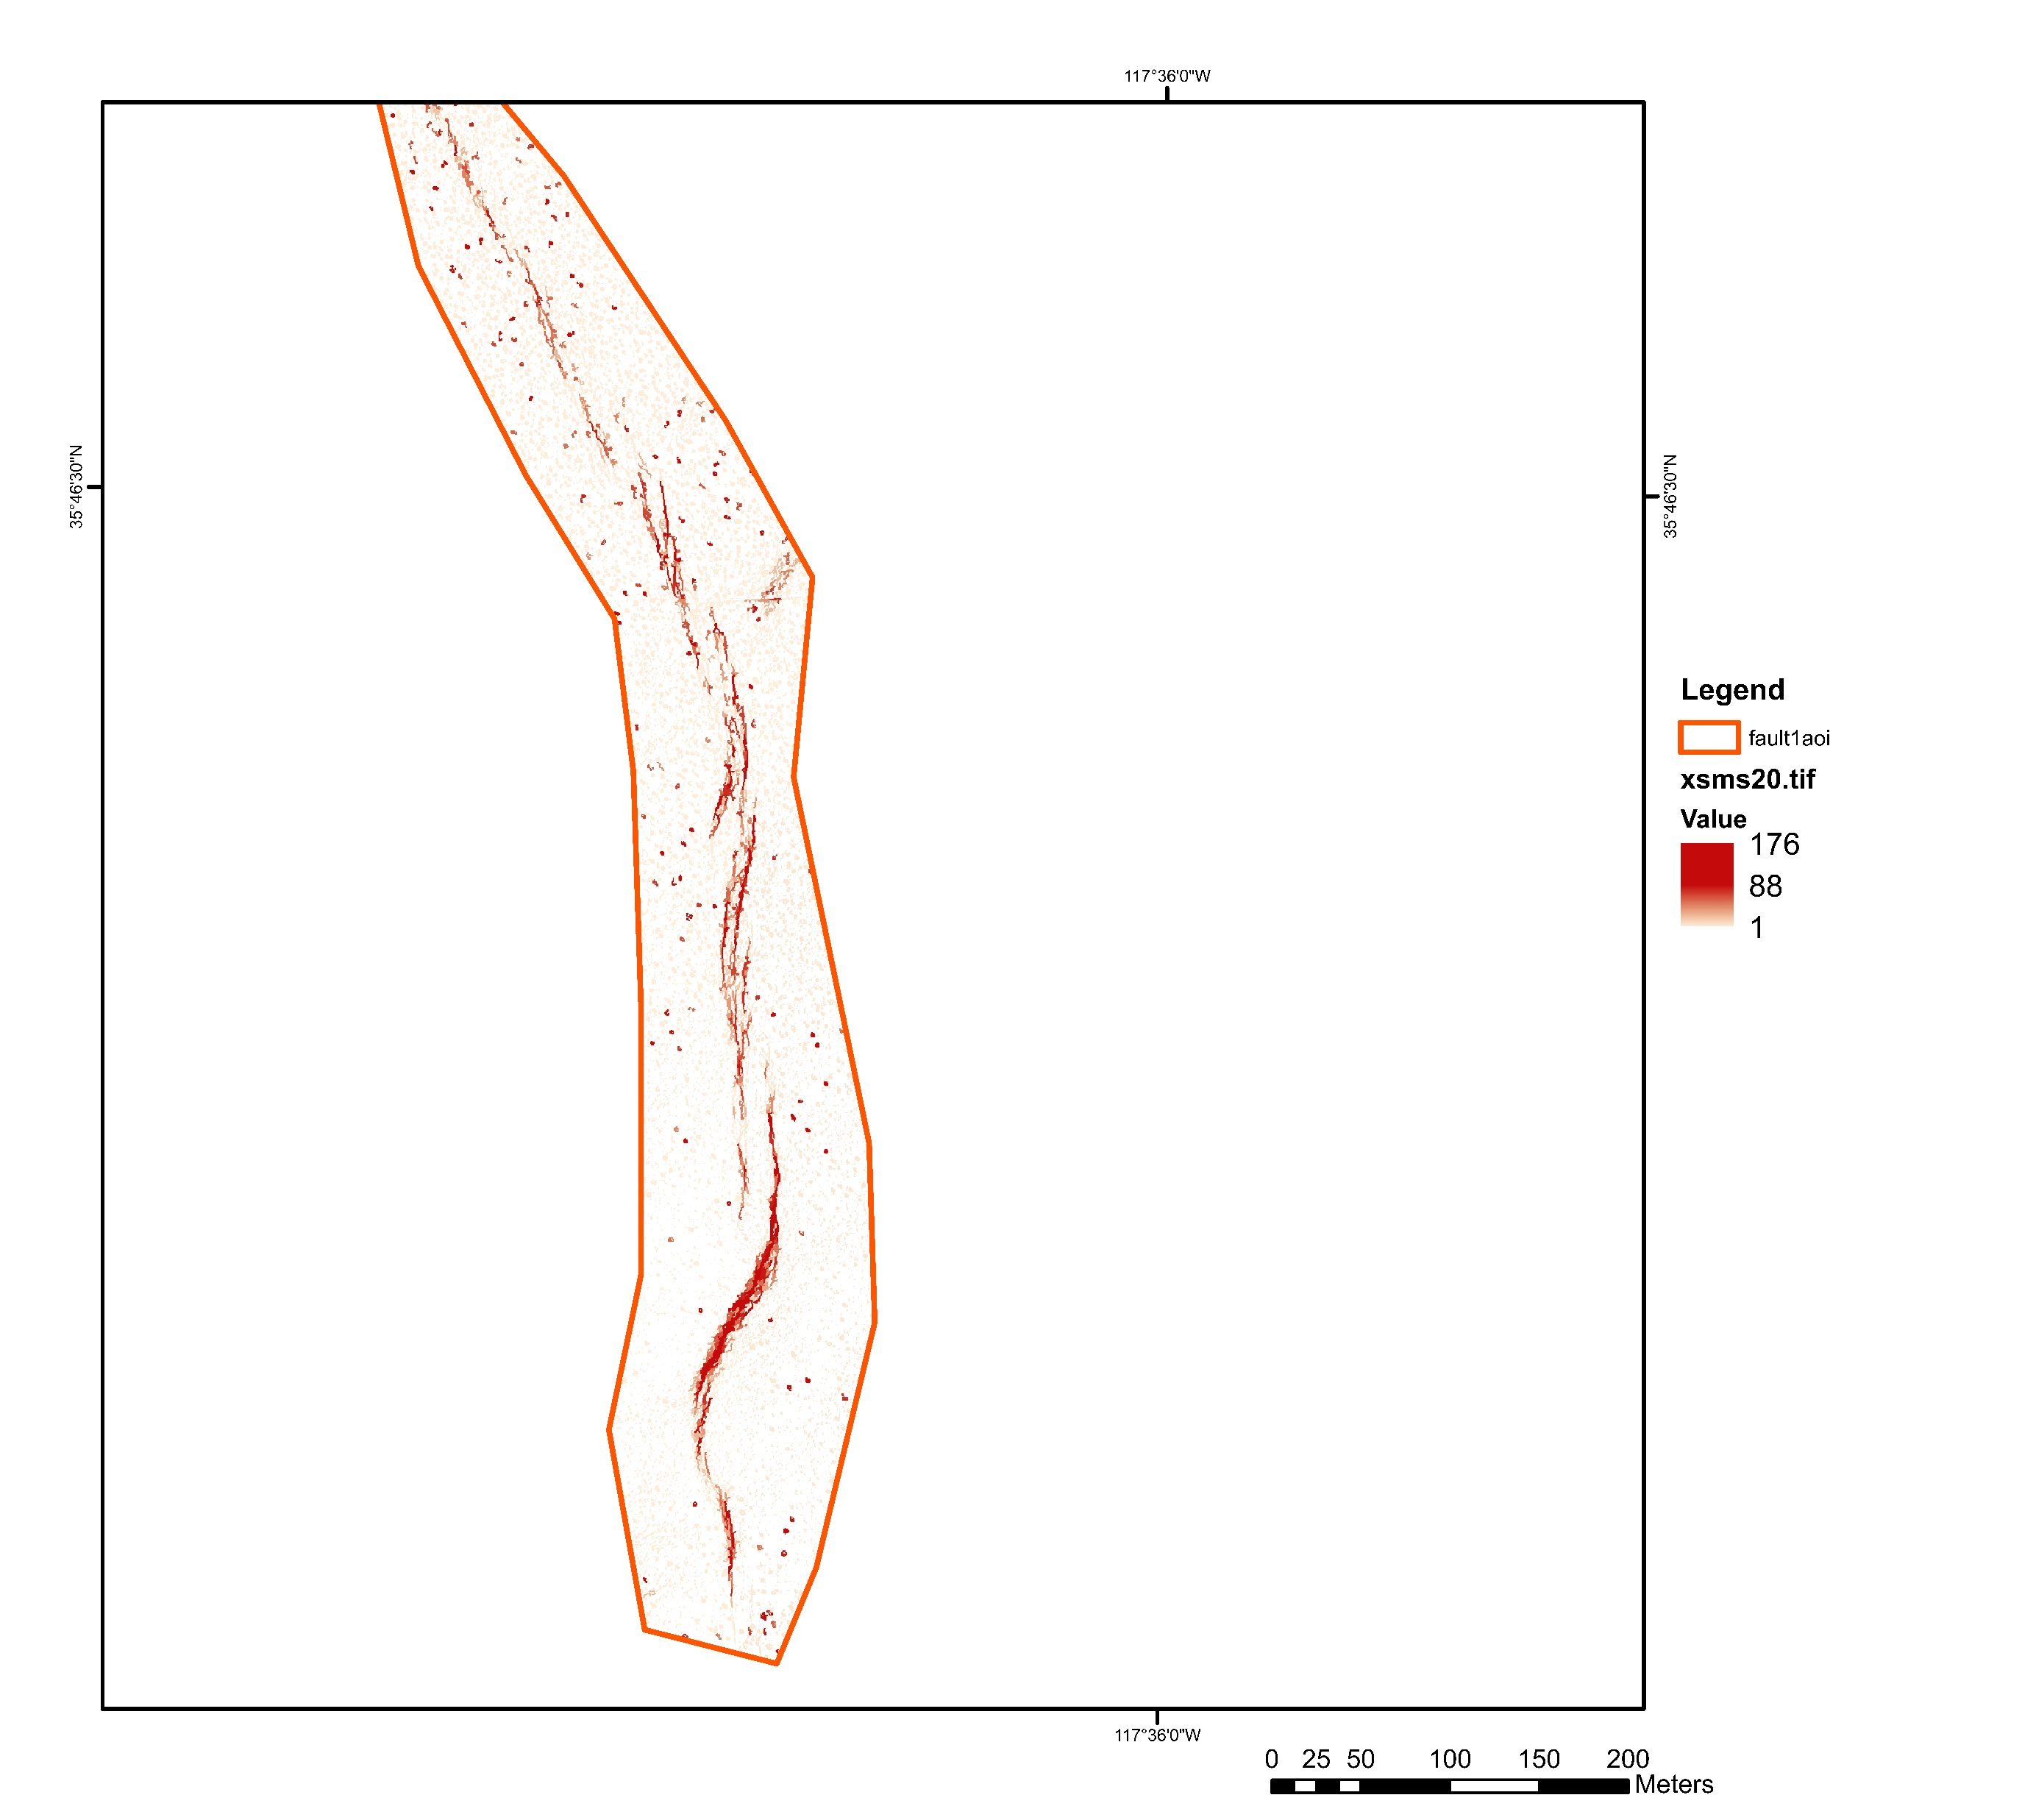 117°36'0"W
35°46'30"N
35°46'30"N
Legend
fault1aoi
xsms20.tif
Value
176
88
1
117°36'0"W
0 25 50 100 150 200
Meters